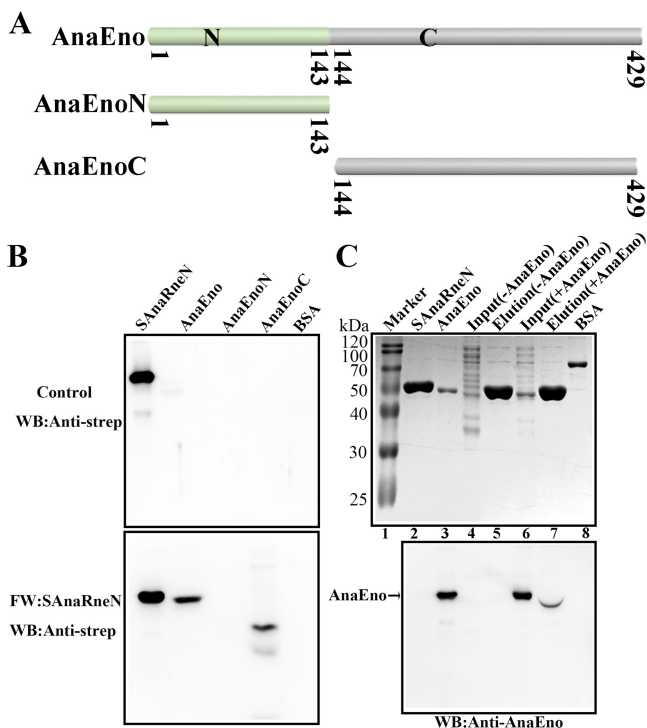 A
AnaEno
N
C
1
143
144
429
AnaEnoN
1
143
AnaEnoC
144
429
B
SAnaRneN
AnaEno
AnaEnoN
AnaEnoC
BSA
Control
WB:Anti-strep
FW:SAnaRneN
WB:Anti-strep
C
Marker
SAnaRneN
AnaEno
Input(-AnaEno)
Elution(-AnaEno)
Input(+AnaEno)
Elution(+AnaEno)
BSA
kDa
120
100
70
50
40
30
25
1 2 3 4 5 6 7 8
AnaEno
WB:Anti-AnaEno